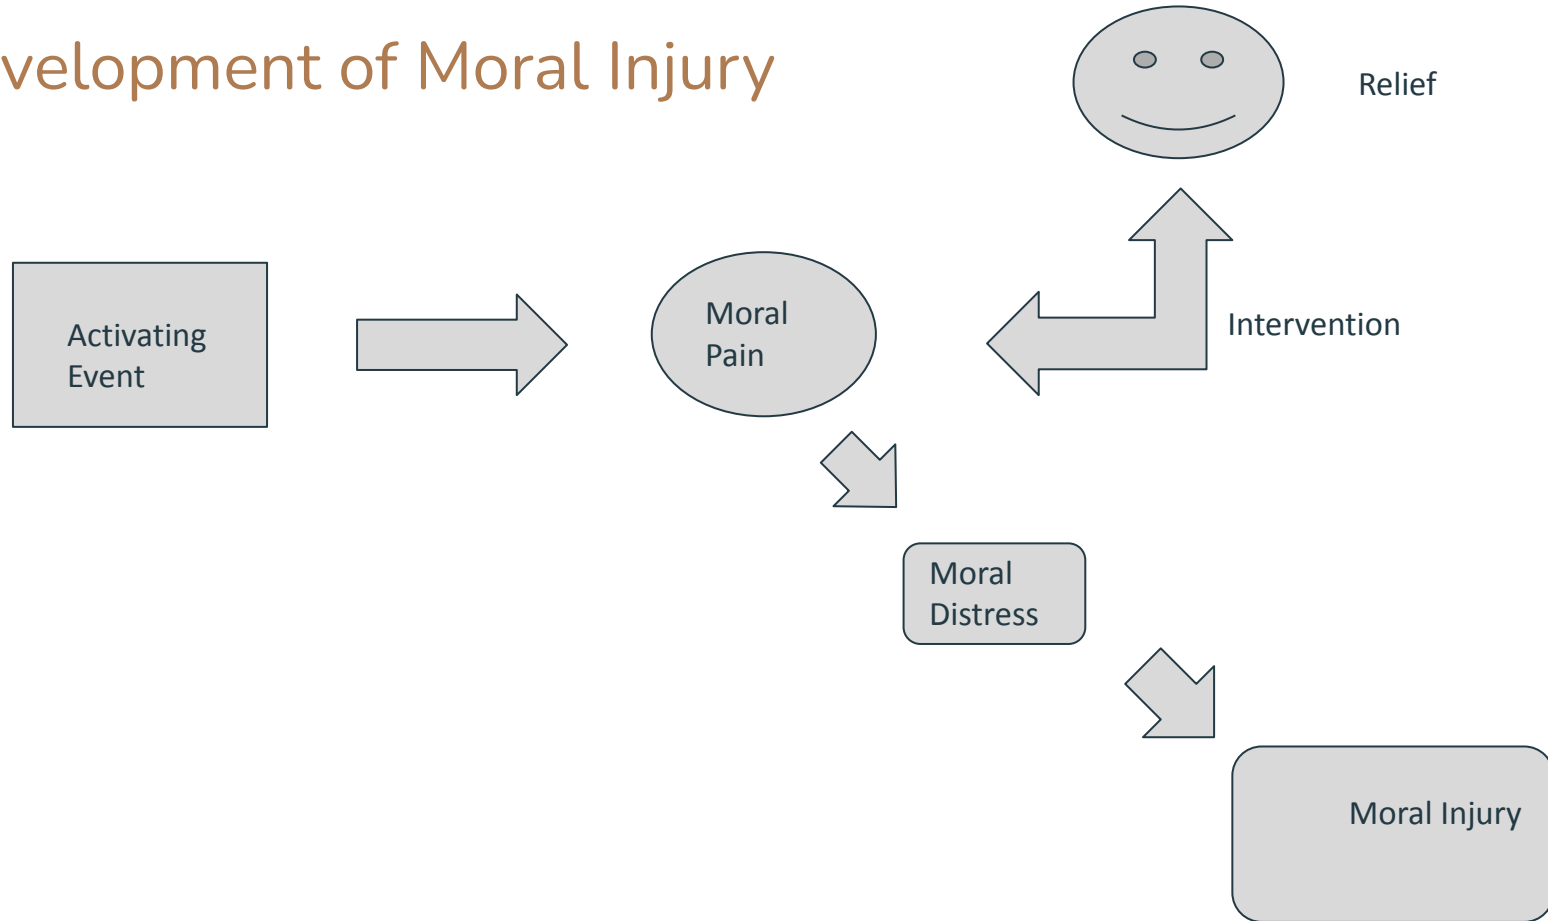 velopment of Moral Injury
Relief
Activating
Event
Moral
Pain
Intervention
Moral
Distress
Moral Injury